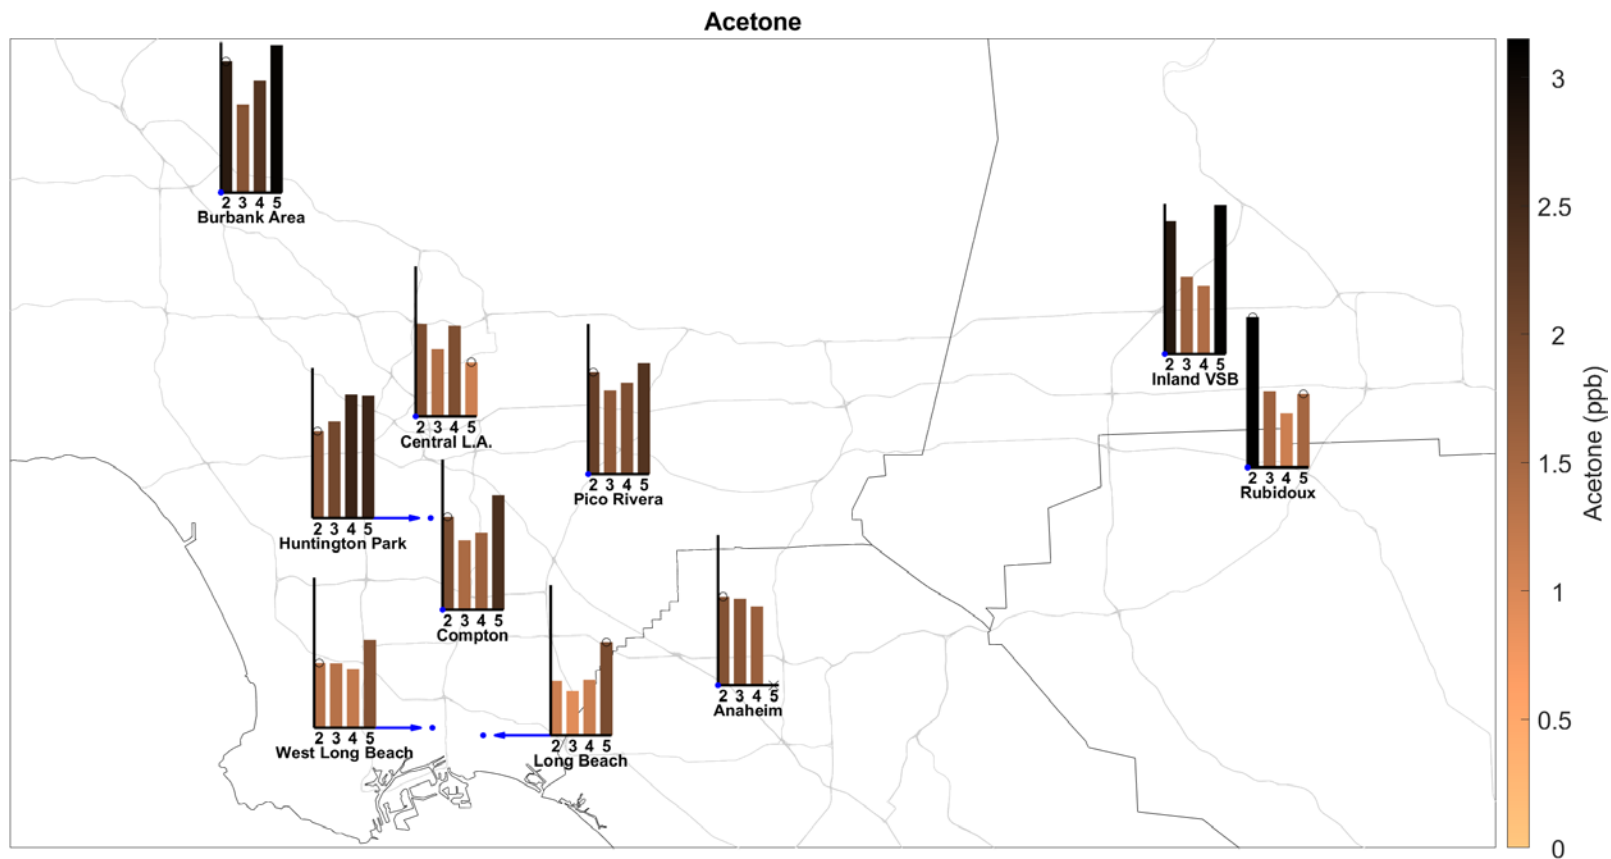 Acetone
2 3 4 5
Burbank Area
2 3 4 5
Inland VSB
2 3 4 5
Central L.A.
2 3 4 5
Pico Rivera
2 3 4 5
Rubidoux
2 3 4 5
Huntington Park
2 3 4 5
Compton
2 3 4 5
Anaheim
2 3 4 5
West Long Beach
2 3 4 5
Long Beach
3
2.5
2
1.5
1
0.5
0
Acetone (ppb)